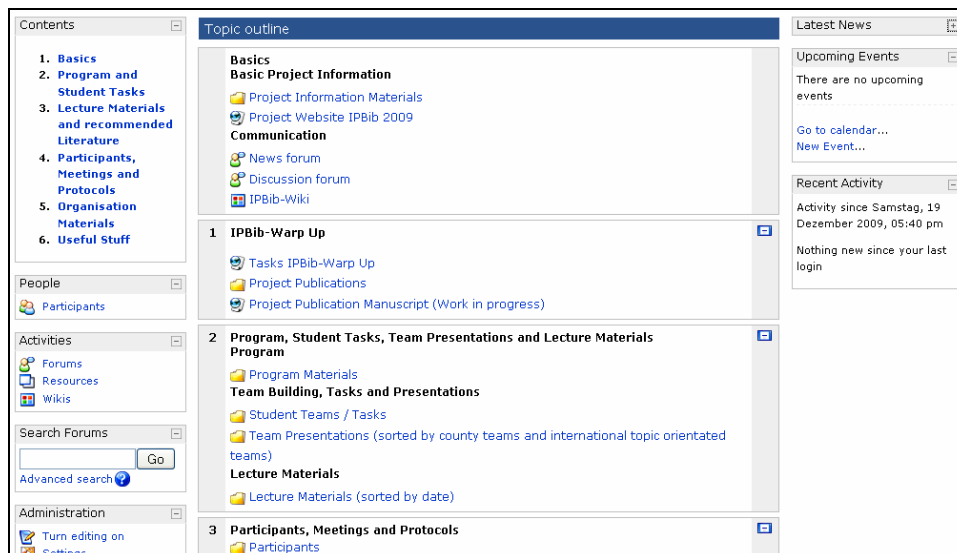 Contents
1. Basics
2. Program and
Student Tasks
3. Lecture Materials
and recommended
Literature
4. Participants,
Meetings and
Protocols
5. Organisation
Materials
6. Useful Stuff
People
Participants
Activities
Forums
Resources
Wikis
Search Forums
Go
Advanced search ?
Administration
Turn editing on
Settings
Topic outline
Basics
Basic Project Information
Project Information Materials
Project Website IPBib 2009
Communication
News forum
Discussion forum
IPBib-Wiki
1 IPBib-Warp Up
Tasks IPBib-Warp Up
Project Publications
Project Publication Manuscript (Work in progress)
2 Program, Student Tasks, Team Presentations and Lecture Materials
Program
Program Materials
Team Building, Tasks and Presentations
Student Teams / Tasks
Team Presentations (sorted by county teams and international topic orientated
teams)
Lecture Materials
Lecture Materials (sorted by date)
3 Participants, Meetings and Protocols
Participants
Latest News
Upcoming Events
There are no upcoming
events
Go to calendar...
New Event...
Recent Activity
Activity since Samstag, 19
Dezember 2009, 05:40 pm
Nothing new since your last
login